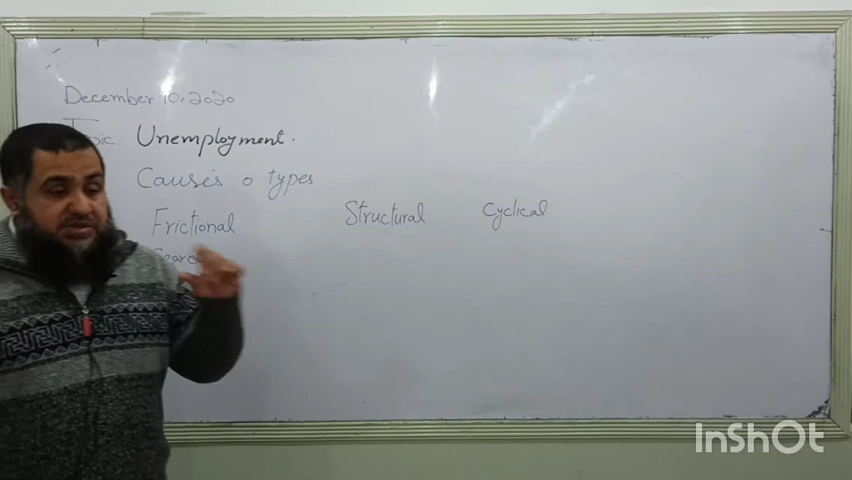 December 10, 2020
Unemployment.
Causes o types
Frictional Structural Cyclical
InShOt